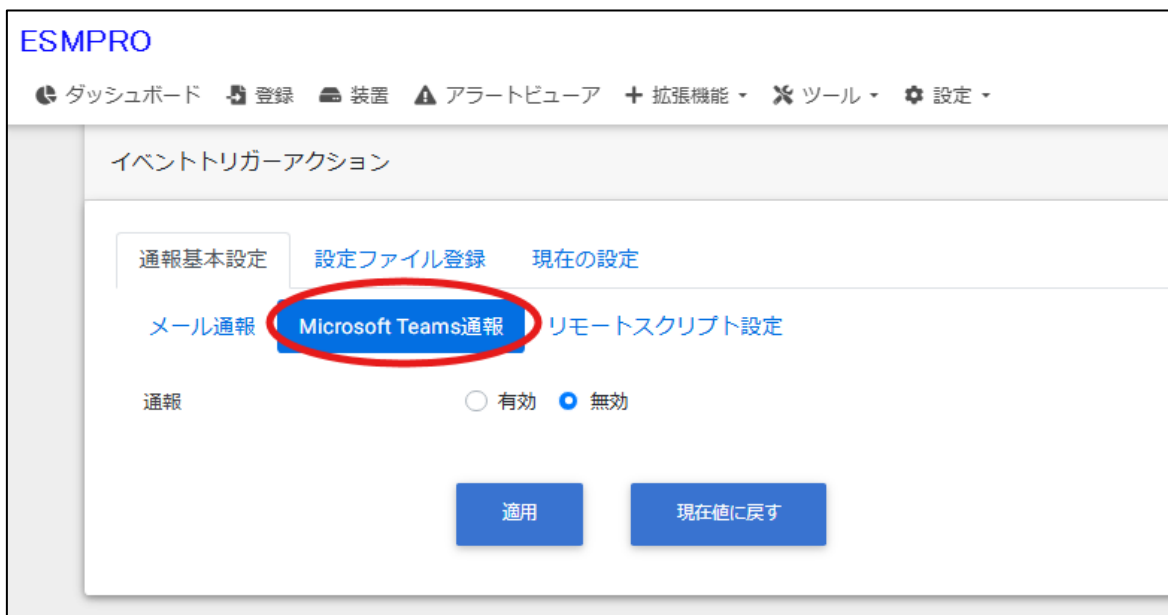 ESMPRO
ダッシュボード 登録 装置 アラートビューア 拡張機能 ツール 設定
イベントトリガーアクション
通報基本設定 設定ファイル登録 現在の設定
メール通報 Microsoft Teams通報 リモートスクリプト設定
通報 有効 無効
適用 現在値に戻す